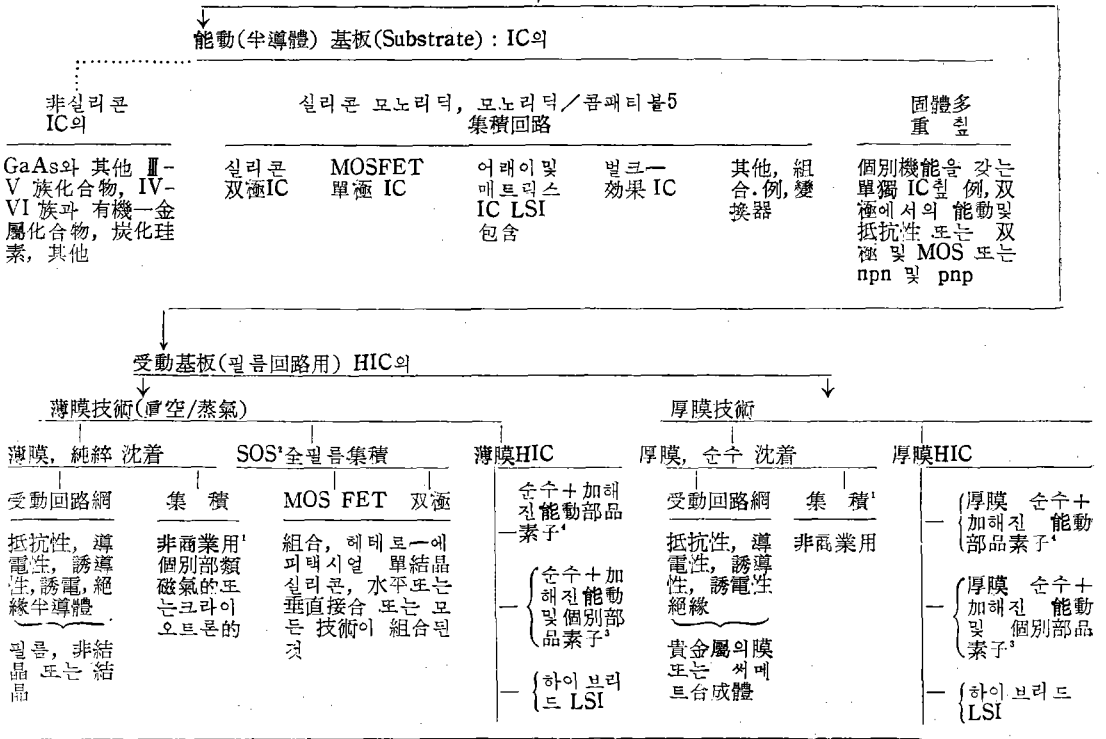 能動(半導體) 基板(Substrate) : IC의
非실리콘
IC의
실리콘 모노리딕, 모노리딕/콤패티블5
集積回路
固體多
重 칲
GaAs와 其他 Ⅲ-
V 族化合物, IV-
VI 族과 有機一金
屬化合物, 炭化珪
素, 其他
실리콘
双極IC
MOSFET
單極 IC
어래이및
매트릭스
IC LSI
包含
벌크—
効果 IC
其他, 組
合.例, 變
換器
個別機能을 갖는
單獨 IC칲 例, 双
極에서의 能動및
抵抗性 또는 双
極 및 MOS 또는
npn 및 pnp
受動基板(필름回路用) HIC의
薄膜技術(眞空/蒸氣)
厚膜技術
薄膜, 純粹 沈着
SOS²全필름集積
薄膜HIC
厚膜, 순수 沈着
厚膜HIC
受動回路網
抵抗性, 導
電性, 誘導
性, 誘電, 絕
緣半導體
필름, 非結
晶 또는 結
晶
集 積
非商業用¹
個別部類
磁氣的또
는크라이
오트론的
MOS FET 双極
組合, 헤테로—에
피택시얼 單結晶
실리콘, 水平또는
垂直接合 또는 모
든 技術이 組合된
것
순수+加해
진能動部品
素子⁴
순수+加
해진能動
및個別部
品素子³
하이브리
드 LSI
受動回路網
抵抗性, 導
電性, 誘導
性, 誘電性
絕緣
貴金屬의膜
또는 써메
트合成體
集 積¹
非商業用
厚膜 순수+
加해진 能動
部品素子⁴
厚膜 순수+
加해진 能動
및 個別部品
素子³
하이브리드
LSI